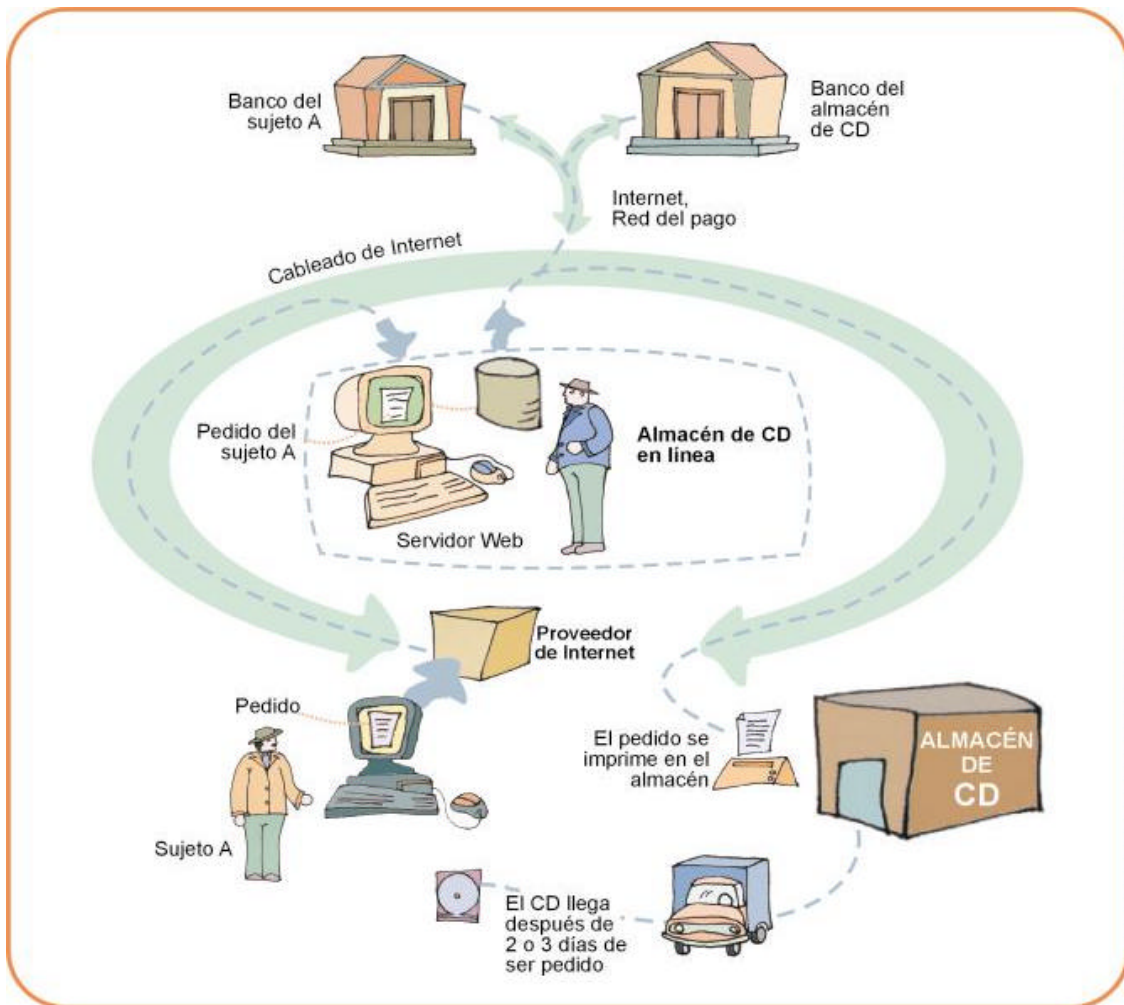 Banco del
sujeto A
Banco del
almacén
de CD
Internet,
Red del pago
Cableado de Internet
Pedido del
sujeto A
Almacén de CD
en línea
Servidor Web
Proveedor
de Internet
Pedido
Sujeto A
El pedido se
imprime en el
almacén
ALMACÉN
DE
CD
El CD llega
después de
2 o 3 días de
ser pedido